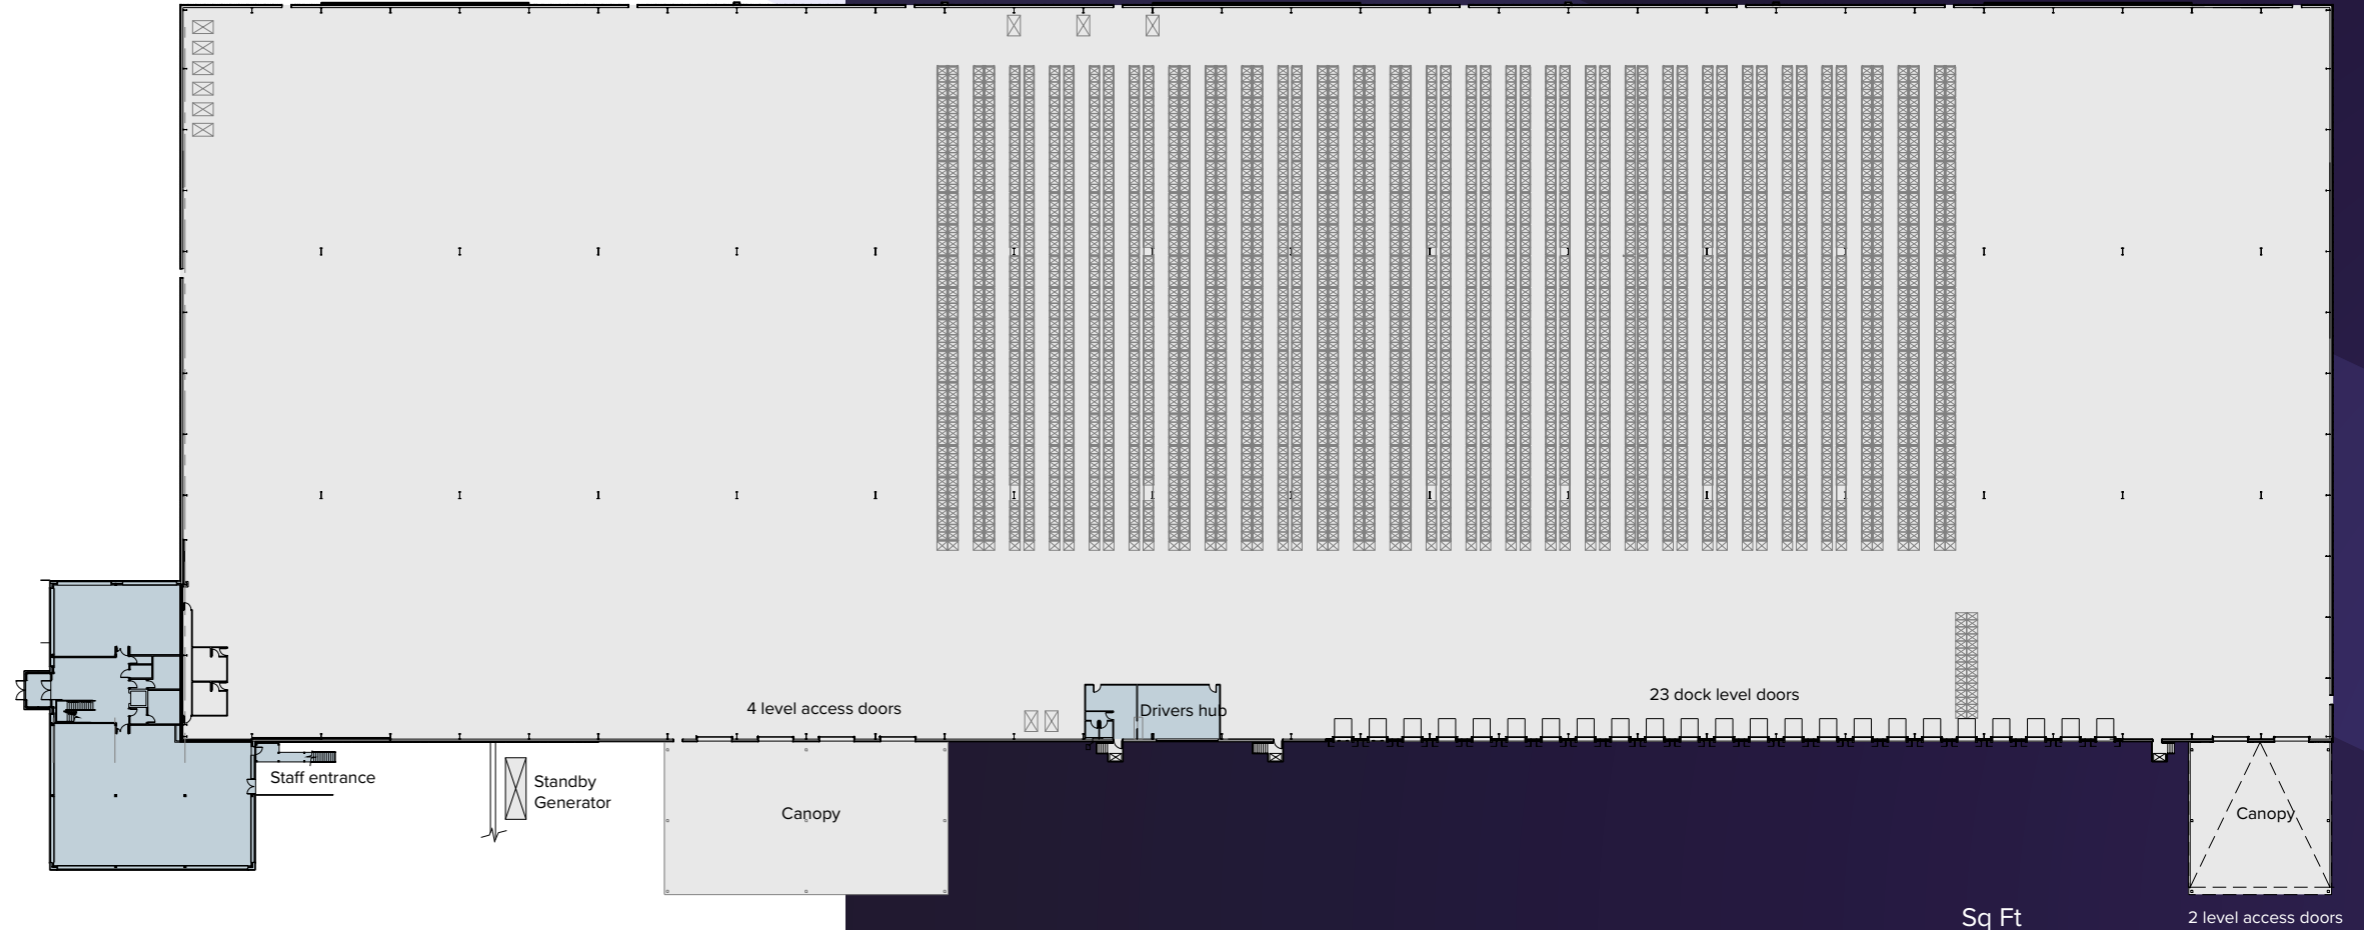 23 dock level doors
4 level access doors
Drivers hub
Staff entrance
Standby
Generator
Canopy
Canopy
Sq Ft
2 level access doors